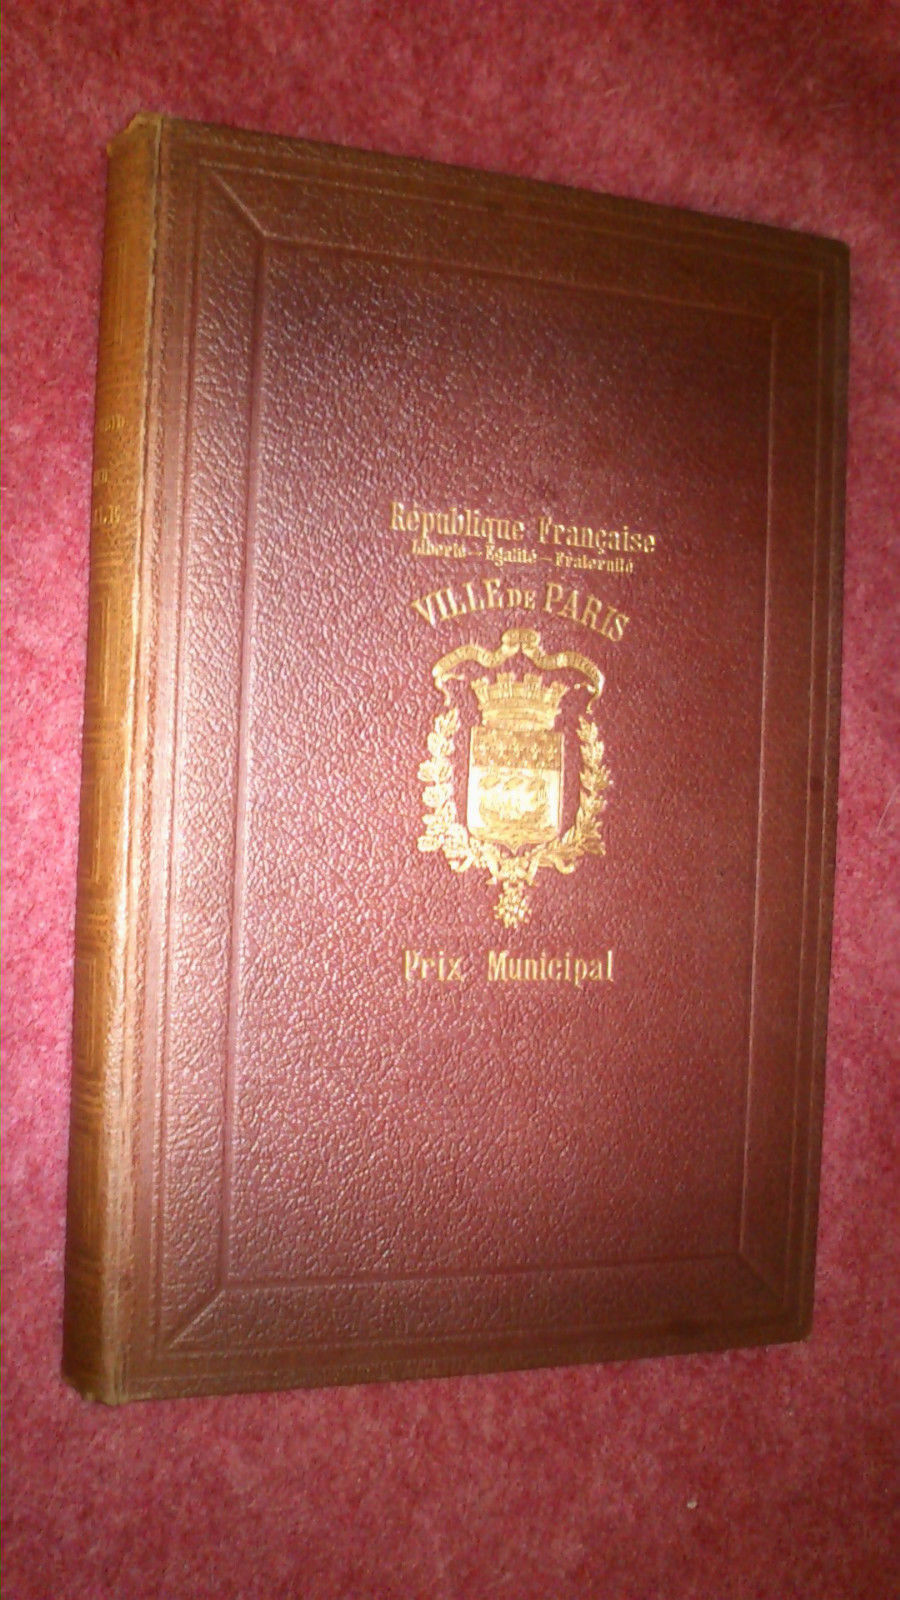 République Française
Liberté - Égalité - Fraternité
VILLE DE PARIS
Prix Municipal